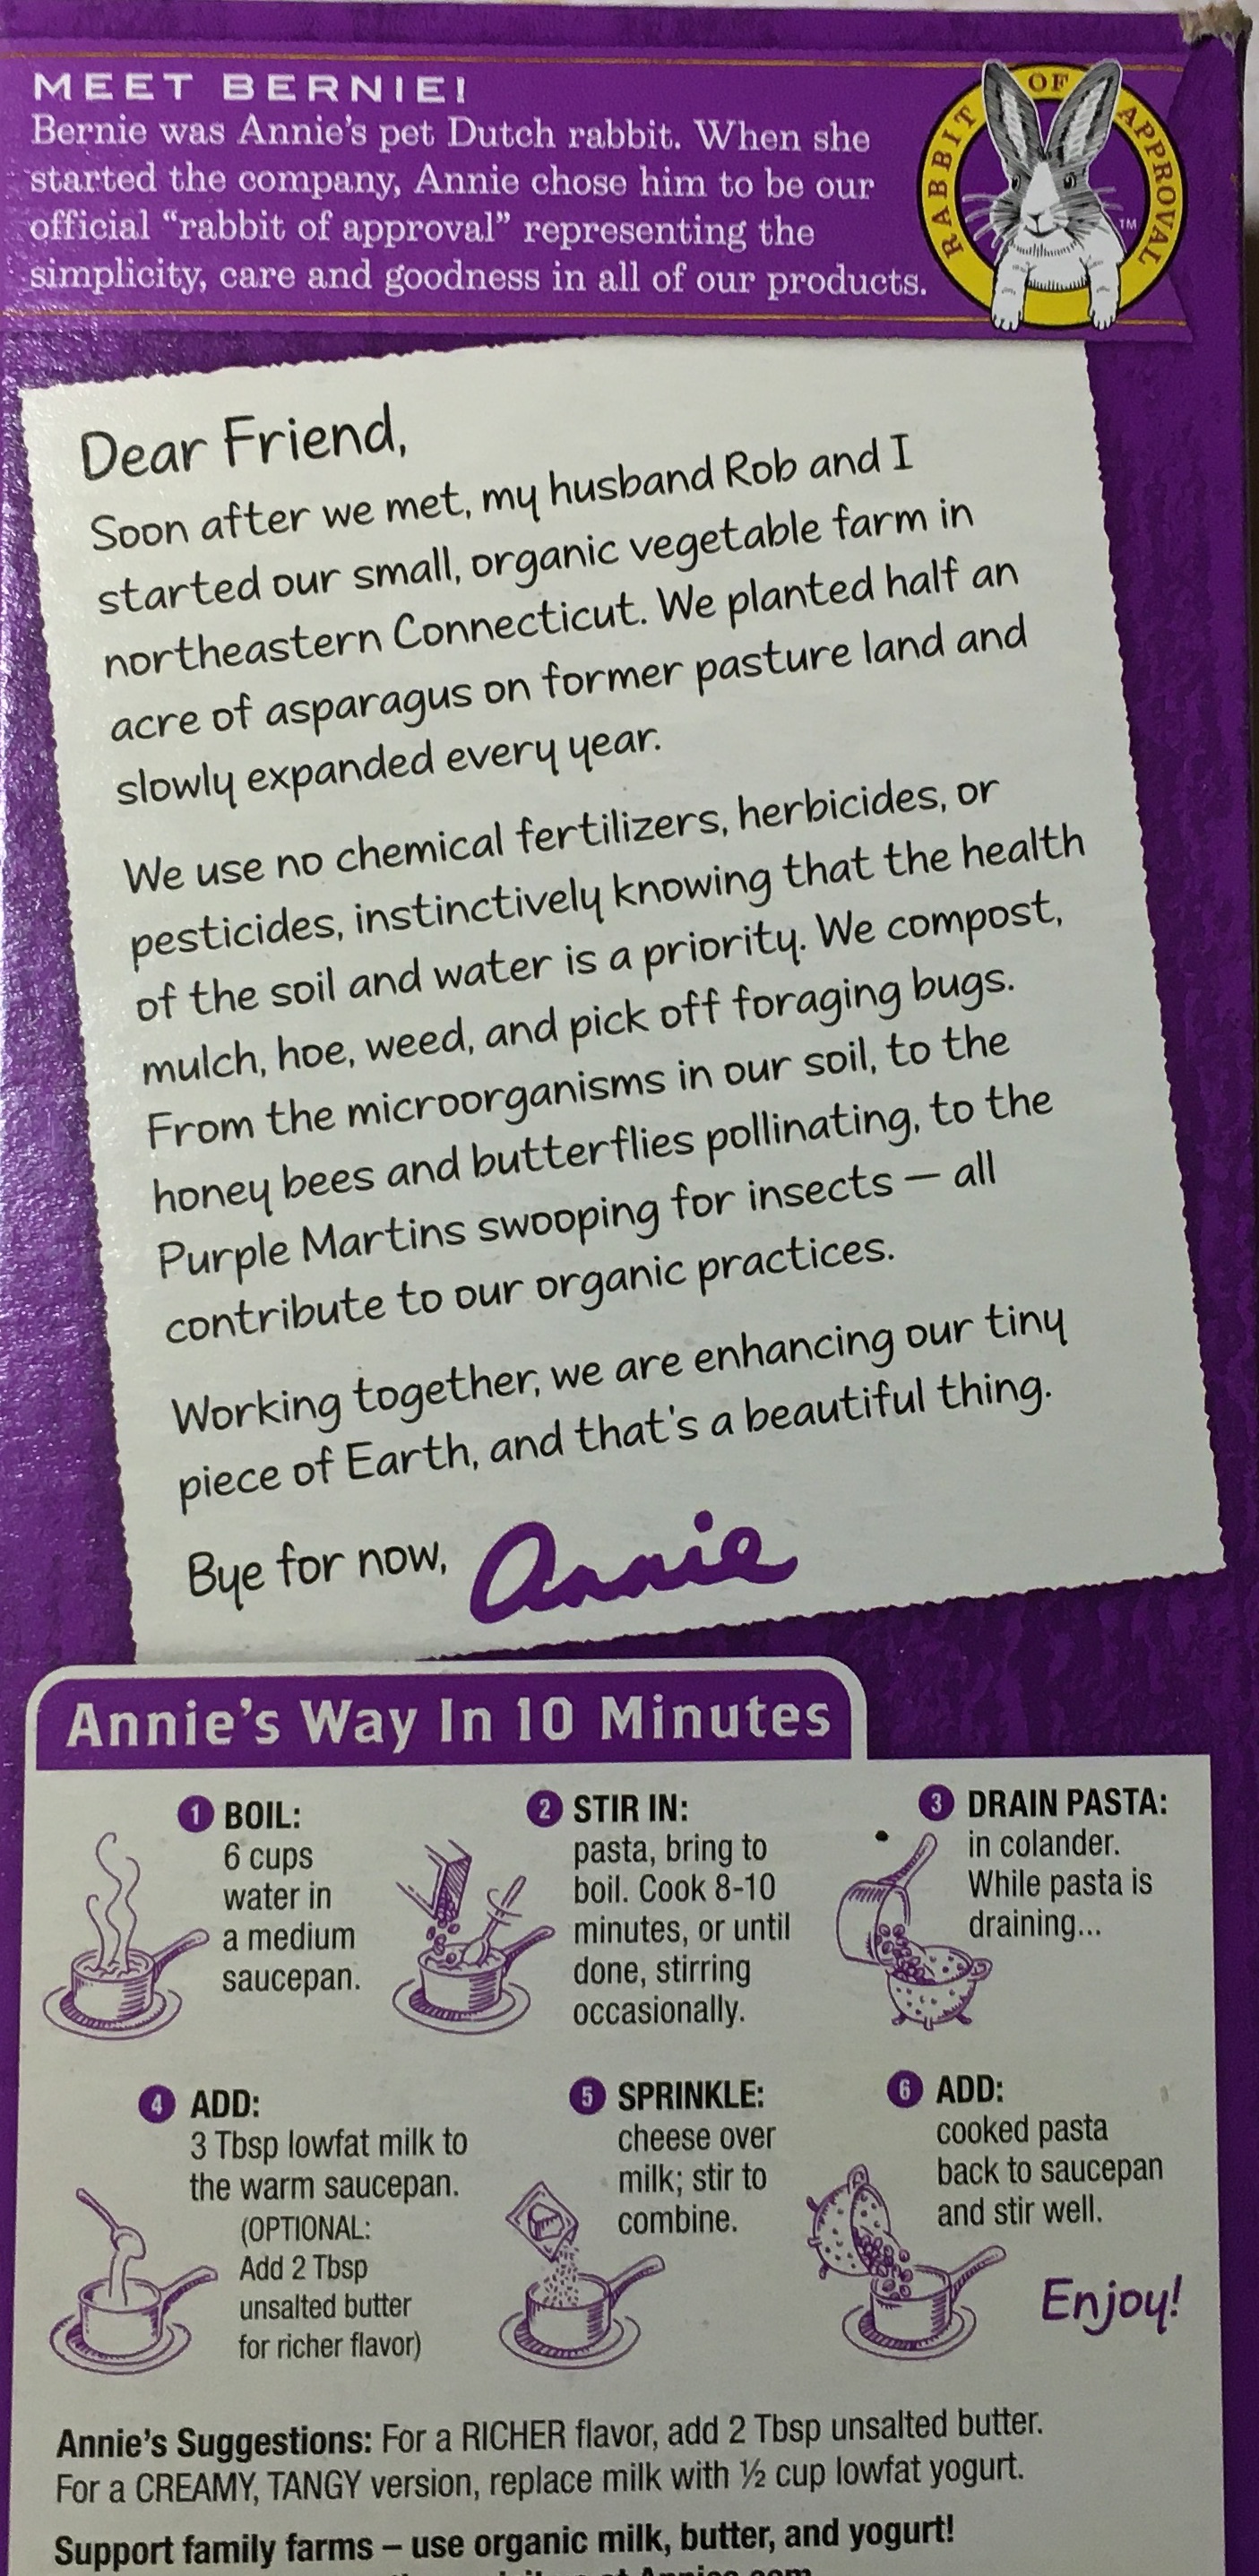 MEET BERNIE!
Bernie was Annie's pet Dutch rabbit. When she
started the company, Annie chose him to be our
official “rabbit of approval” representing the
simplicity, care and goodness in all of our products.
RABBIT OF APPROVAL
TM
Dear Friend,
Soon after we met, my husband Rob and I
started our small, organic vegetable farm in
northeastern Connecticut. We planted half an
acre of asparagus on former pasture land and
slowly expanded every year.
We use no chemical fertilizers, herbicides, or
pesticides, instinctively knowing that the health
of the soil and water is a priority. We compost,
mulch, hoe, weed, and pick off foraging bugs.
From the microorganisms in our soil, to the
honey bees and butterflies pollinating, to the
Purple Martins swooping for insects – all
contribute to our organic practices.
Working together, we are enhancing our tiny
piece of Earth, and that's a beautiful thing.
Bye for now, Annie
Annie's Way In 10 Minutes
1 BOIL:
6 cups
water in
a medium
saucepan.
2 STIR IN:
pasta, bring to
boil. Cook 8-10
minutes, or until
done, stirring
occasionally.
3 DRAIN PASTA:
in colander.
While pasta is
draining...
4 ADD:
3 Tbsp lowfat milk to
the warm saucepan.
(OPTIONAL:
Add 2 Tbsp
unsalted butter
for richer flavor)
5 SPRINKLE:
cheese over
milk; stir to
combine.
6 ADD:
cooked pasta
back to saucepan
and stir well.
Enjoy!
Annie's Suggestions: For a RICHER flavor, add 2 Tbsp unsalted butter.
For a CREAMY, TANGY version, replace milk with ½ cup lowfat yogurt.
Support family farms – use organic milk, butter, and yogurt!
at Annies.com